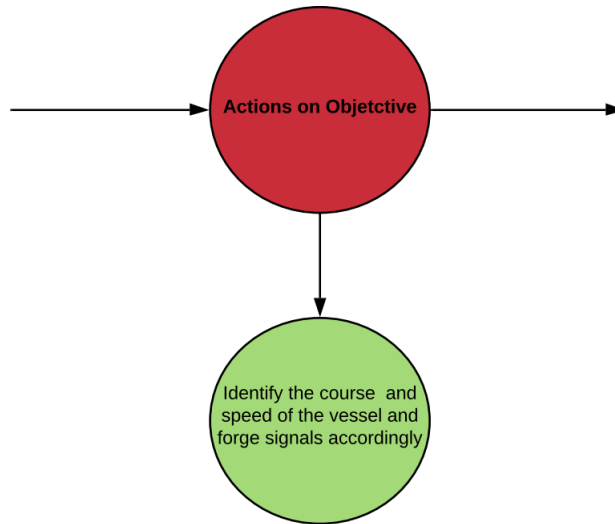 Actions on Objetctive
Identify the course  and
speed of the vessel and
forge signals accordingly